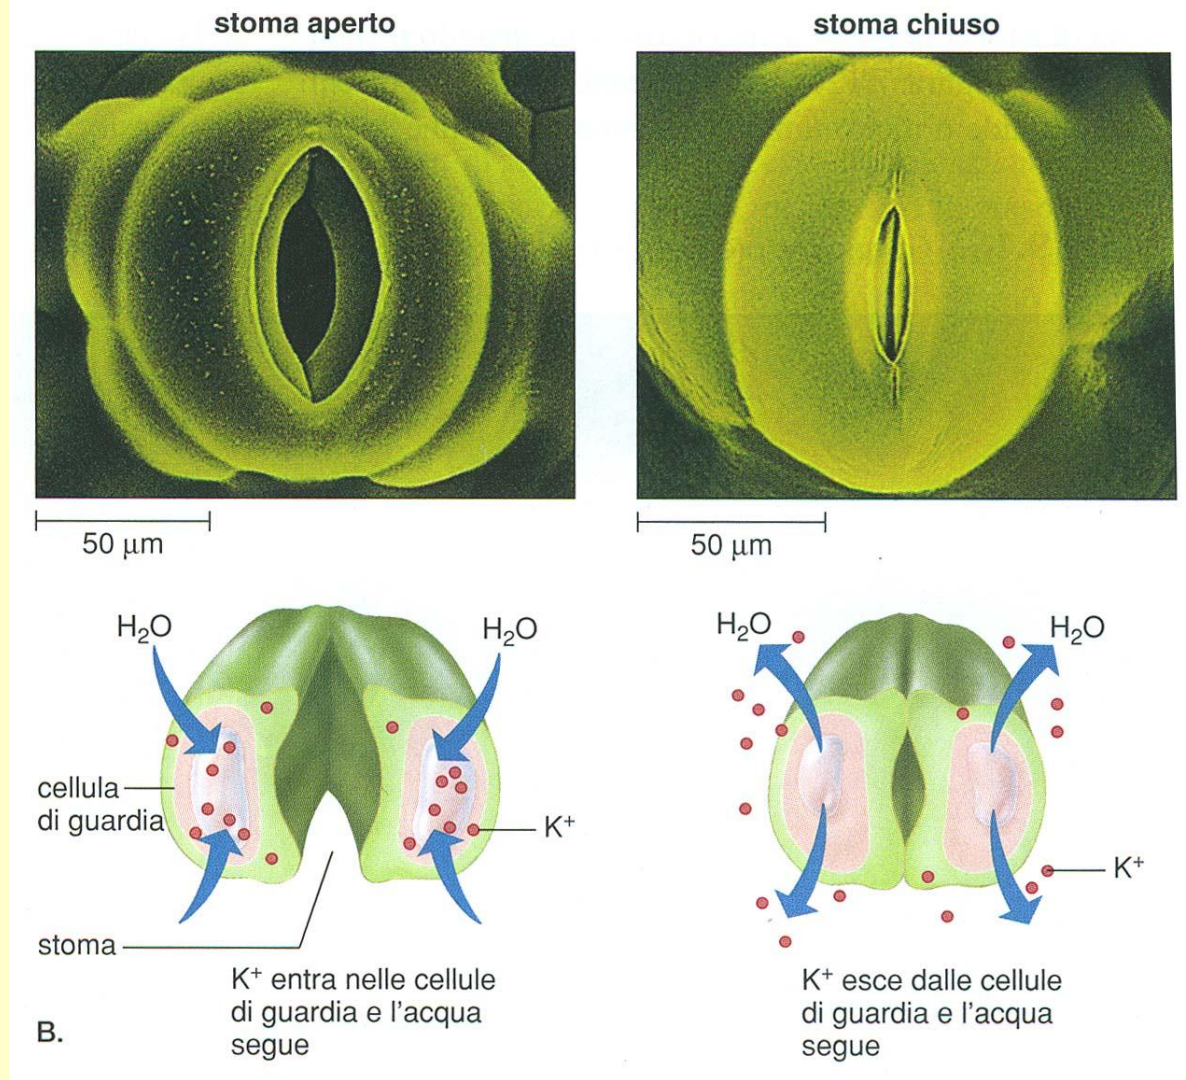 stoma aperto
stoma chiuso
50 μm
50 μm
H₂O
H₂O
H₂O
H₂O
cellula
di guardia
K⁺
K⁺
stoma
K⁺ entra nelle cellule
di guardia e l'acqua
segue
K⁺ esce dalle cellule
di guardia e l'acqua
segue
B.